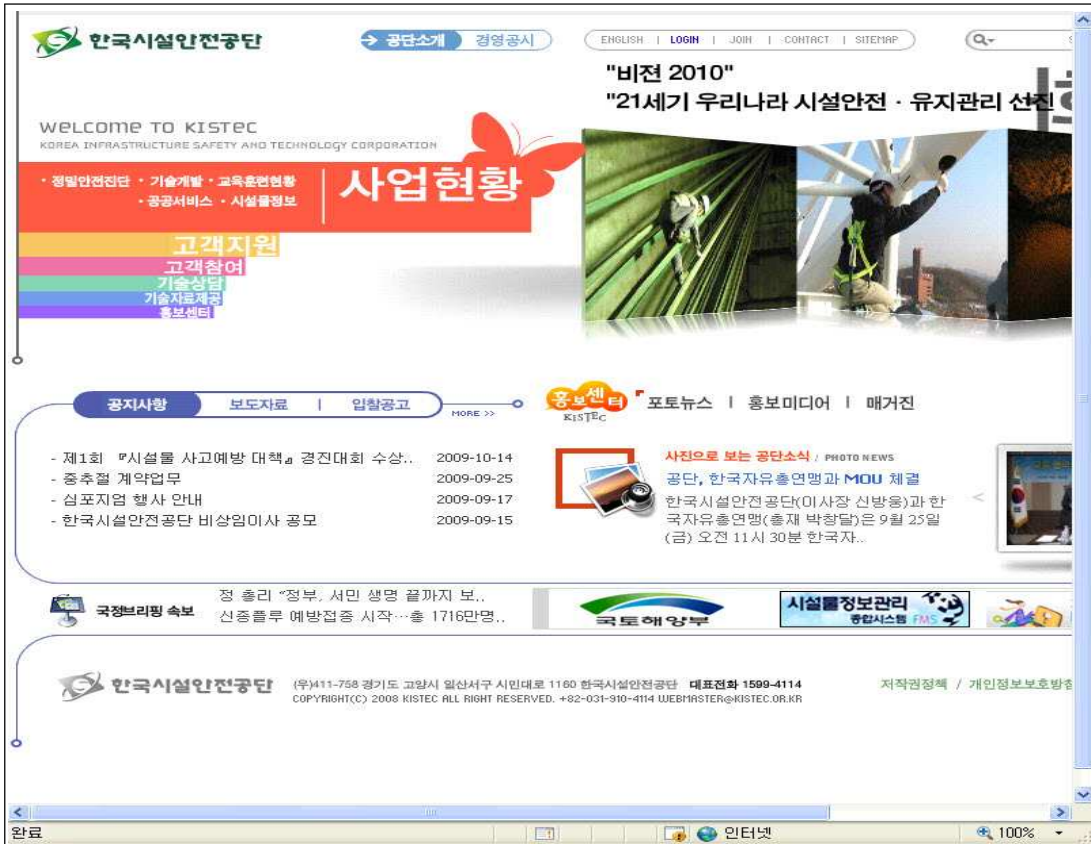 한국시설안전공단
공단소개 경영공시
ENGLISH | LOGIN | JOIN | CONTACT | SITEMAP
"비젼 2010"
"21세기 우리나라 시설안전 · 유지관리 선진
WELCOME TO KISTEC
KOREA INFRASTRUCTURE SAFETY AND TECHNOLOGY CORPORATION
· 정밀안전진단 · 기술개발 · 교육훈련현황
· 공공서비스 · 시설물정보
사업현황
고객지원
고객참여
기술상담
기술자료제공
홍보센터
공지사항 보도자료 | 입찰공고
MORE >>
홍보센터
KISTEC
포토뉴스 | 홍보미디어 | 매거진
- 제1회 『시설물 사고예방 대책』 경진대회 수상.. 2009-10-14
- 중추절 계약업무 2009-09-25
- 심포지엄 행사 안내 2009-09-17
- 한국시설안전공단 비상임이사 공모 2009-09-15
사진으로 보는 공단소식 / PHOTO NEWS
공단, 한국자유총연맹과 MOU 체결
한국시설안전공단(이사장 신방웅)과 한
국자유총연맹(총재 박창달)은 9월 25일
(금) 오전 11시 30분 한국자..
국정브리핑 속보
정 총리 “정부, 서민 생명 끝까지 보..
신종플루 예방접종 시작…총 1716만명..
국토해양부
시설물정보관리
종합시스템 FMS
한국시설안전공단
(우)411-758 경기도 고양시 일산서구 시민대로 1160 한국시설안전공단 대표전화 1599-4114
COPYRIGHT(C) 2008 KISTEC ALL RIGHT RESERVED. +82-031-910-4114 WEBMASTER@KISTEC.OR.KR
저작권정책 / 개인정보보호방침
완료
인터넷
100%